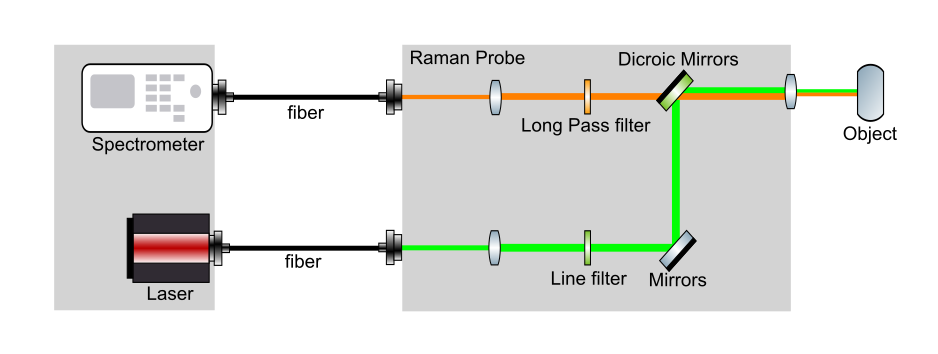 Raman Probe
Dicroic Mirrors
fiber
Long Pass filter
Spectrometer
Object
fiber
Line filter
Mirrors
Laser